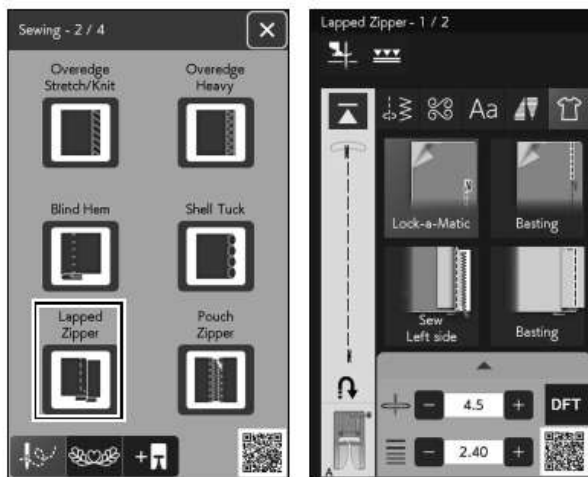 Sewing - 2 / 4
Overedge
Stretch/Knit
Overedge
Heavy
Blind Hem
Shell Tuck
Lapped
Zipper
Pouch
Zipper
Lapped Zipper - 1 / 2
Aa
Lock-a-Matic
Basting
Sew
Left side
Basting
4.5
DFT
2.40
A